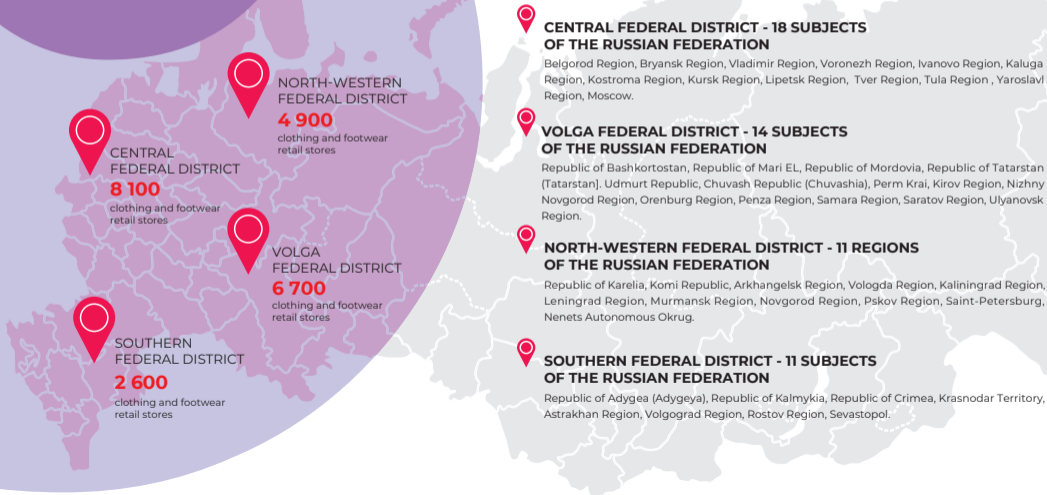 NORTH-WESTERN
FEDERAL DISTRICT
4 900
clothing and footwear
retail stores
CENTRAL
FEDERAL DISTRICT
8 100
clothing and footwear
retail stores
VOLGA
FEDERAL DISTRICT
6 700
clothing and footwear
retail stores
SOUTHERN
FEDERAL DISTRICT
2 600
clothing and footwear
retail stores
CENTRAL FEDERAL DISTRICT - 18 SUBJECTS
OF THE RUSSIAN FEDERATION
Belgorod Region, Bryansk Region, Vladimir Region, Voronezh Region, Ivanovo Region, Kaluga
Region, Kostroma Region, Kursk Region, Lipetsk Region, Tver Region, Tula Region , Yaroslavl
Region, Moscow.
VOLGA FEDERAL DISTRICT - 14 SUBJECTS
OF THE RUSSIAN FEDERATION
Republic of Bashkortostan, Republic of Mari EL, Republic of Mordovia, Republic of Tatarstan
(Tatarstan]. Udmurt Republic, Chuvash Republic (Chuvashia), Perm Krai, Kirov Region, Nizhny
Novgorod Region, Orenburg Region, Penza Region, Samara Region, Saratov Region, Ulyanovsk
Region.
NORTH-WESTERN FEDERAL DISTRICT - 11 REGIONS
OF THE RUSSIAN FEDERATION
Republic of Karelia, Komi Republic, Arkhangelsk Region, Vologda Region, Kaliningrad Region,
Leningrad Region, Murmansk Region, Novgorod Region, Pskov Region, Saint-Petersburg,
Nenets Autonomous Okrug.
SOUTHERN FEDERAL DISTRICT - 11 SUBJECTS
OF THE RUSSIAN FEDERATION
Republic of Adygea (Adygeya), Republic of Kalmykia, Republic of Crimea, Krasnodar Territory,
Astrakhan Region, Volgograd Region, Rostov Region, Sevastopol.